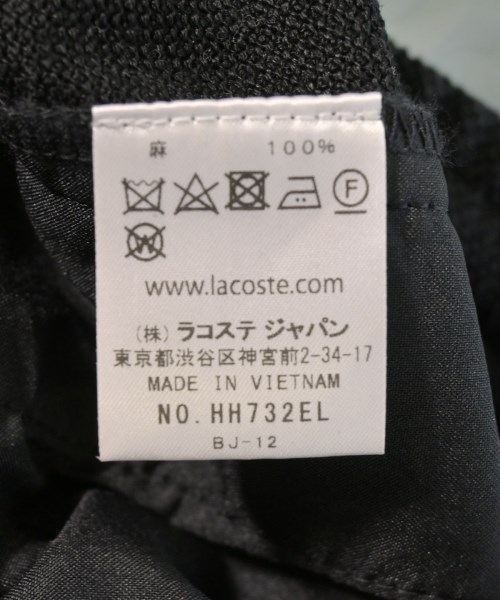 麻 100%
F
W
www.lacoste.com
(株) ラコステ ジャパン
東京都渋谷区神宮前2-34-17
MADE IN VIETNAM
NO. HH732EL
BJ-12